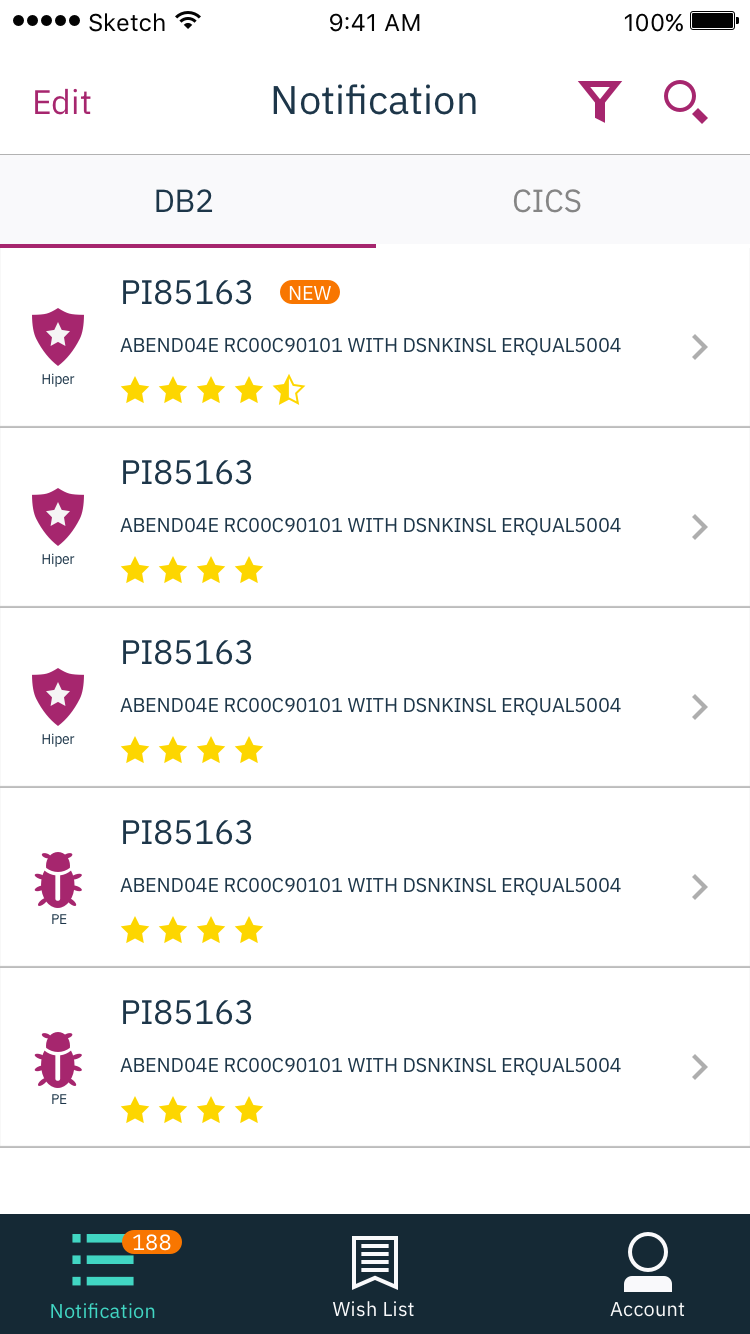 Sketch 9:41 AM 100%
Edit Notification
DB2 CICS
PI85163 NEW
ABEND04E RC00C90101 WITH DSNKINSL ERQUAL5004
Hiper
PI85163
ABEND04E RC00C90101 WITH DSNKINSL ERQUAL5004
Hiper
PI85163
ABEND04E RC00C90101 WITH DSNKINSL ERQUAL5004
Hiper
PI85163
ABEND04E RC00C90101 WITH DSNKINSL ERQUAL5004
PE
PI85163
ABEND04E RC00C90101 WITH DSNKINSL ERQUAL5004
PE
188
Notification Wish List Account